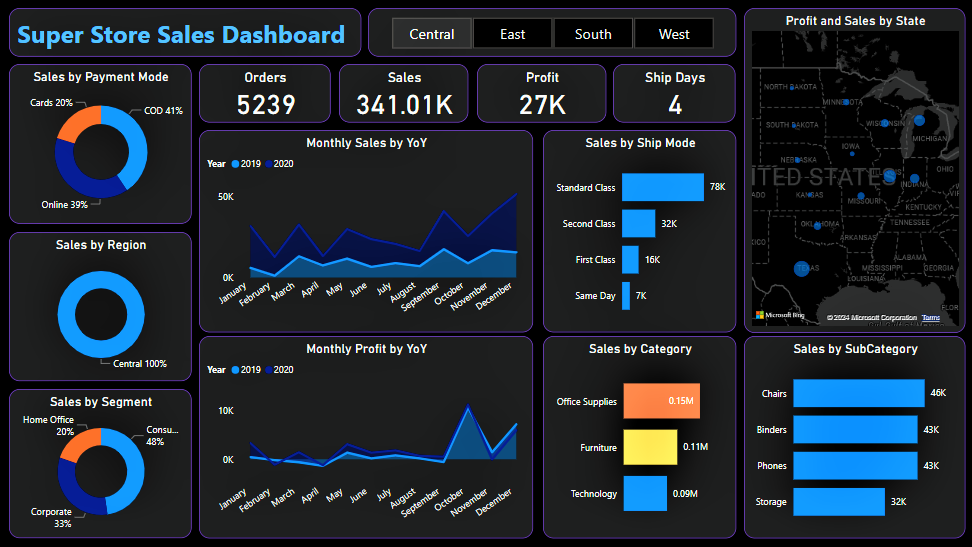 Super Store Sales Dashboard
Central
East
South
West
Sales by Payment Mode
Cards 20%
COD 41%
Online 39%
Orders
5239
Sales
341.01K
Profit
27K
Ship Days
4
Profit and Sales by State
NORTH DAKOTA
MINNESOTA
SOUTH DAKOTA
WISCONSIN
MICHIGAN
IOWA
NEBRASKA
OHIO
INDIANA
UNITED STATES
KANSAS
MISSOURI
KENTUCKY
TENNESSEE
OKLAHOMA
ARKANSAS
ALABAMA
MISSISSIPPI
GEORGIA
TEXAS
LOUISIANA
Microsoft Bing
© 2024 Microsoft Corporation
Terms
Sales by Region
Central 100%
Sales by Segment
Home Office
20%
Consu...
48%
Corporate
33%
Monthly Sales by YoY
Year
2019
2020
50K
0K
January
February
March
April
May
June
July
August
September
October
November
December
Monthly Profit by YoY
Year
2019
2020
10K
0K
January
February
March
April
May
June
July
August
September
October
November
December
Sales by Ship Mode
Standard Class
78K
Second Class
32K
First Class
16K
Same Day
7K
Sales by Category
Office Supplies
0.15M
Furniture
0.11M
Technology
0.09M
Sales by SubCategory
Chairs
46K
Binders
43K
Phones
43K
Storage
32K